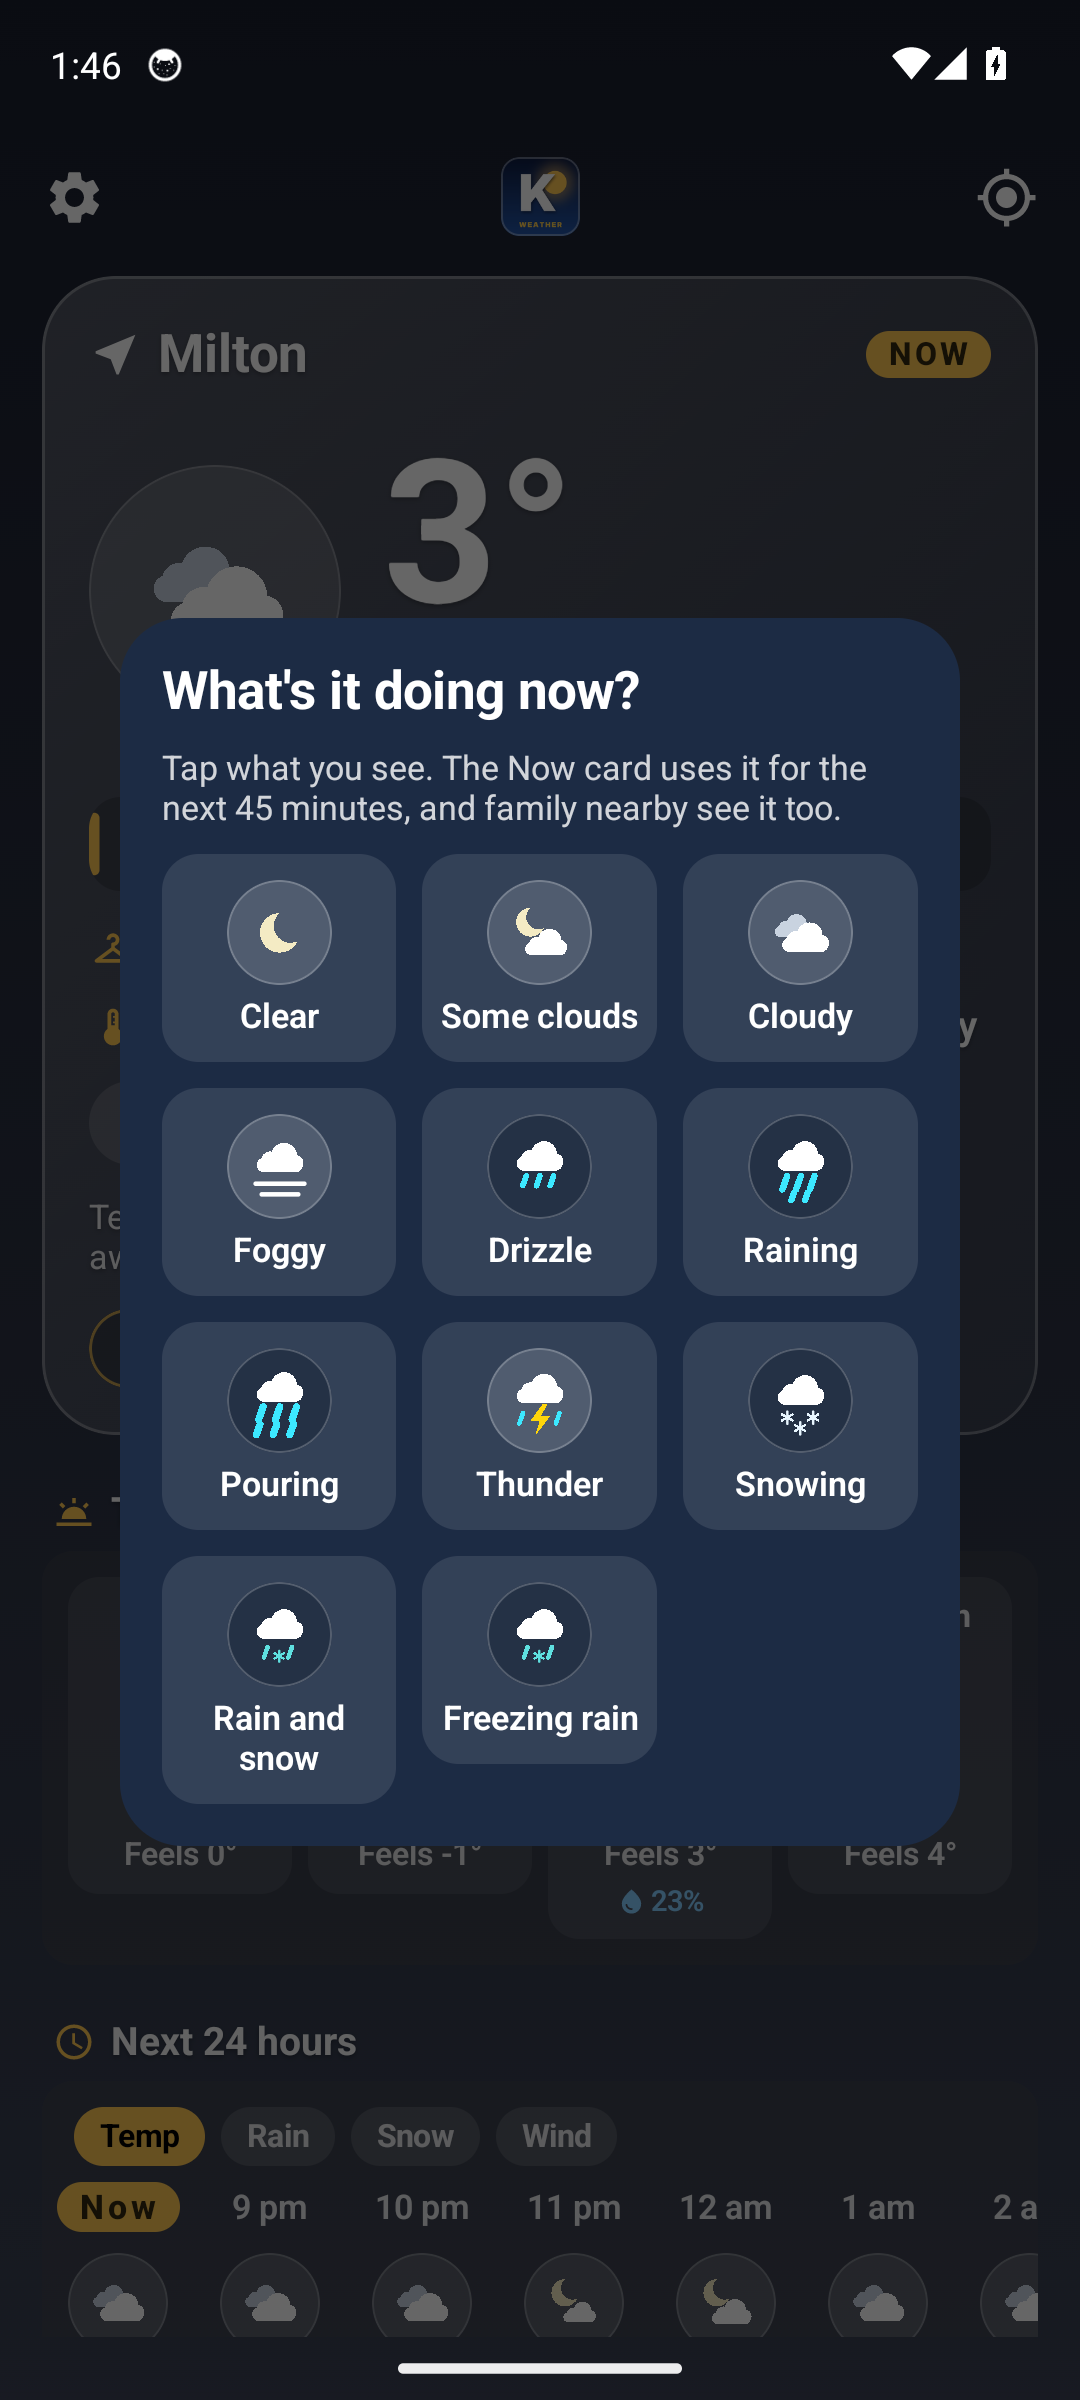 1:46
K
WEATHER
Milton
NOW
3°
What's it doing now?
Tap what you see. The Now card uses it for the
next 45 minutes, and family nearby see it too.
Clear
Some clouds
Cloudy
Foggy
Drizzle
Raining
Pouring
Thunder
Snowing
Rain and
snow
Freezing rain
Feels 0°
Feels -1°
Feels 3°
Feels 4°
23%
Next 24 hours
Temp
Rain
Snow
Wind
Now
9 pm
10 pm
11 pm
12 am
1 am